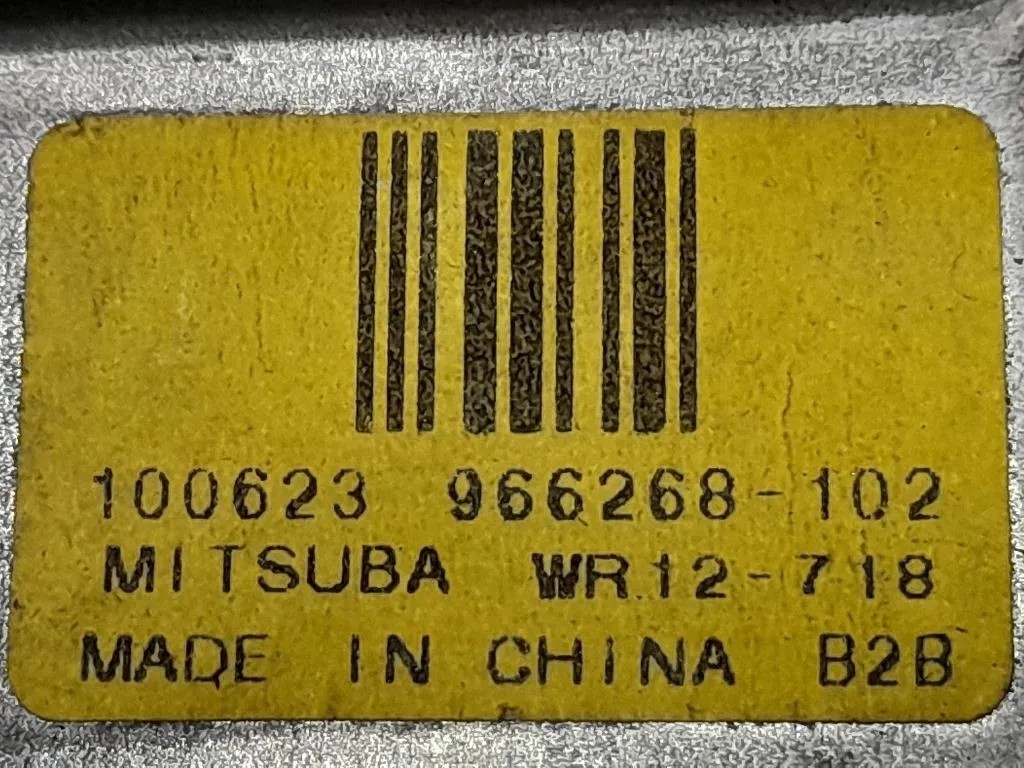 100623 966268-102
MITSUBA WR12-718
MADE IN CHINA B2B